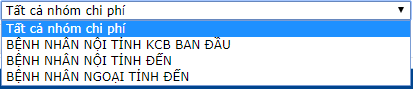 Tất cả nhóm chi phí
Tất cả nhóm chi phí
BỆNH NHÂN NỘI TỈNH KCB BAN ĐẦU
BỆNH NHÂN NỘI TỈNH ĐẾN
BỆNH NHÂN NGOẠI TỈNH ĐẾN